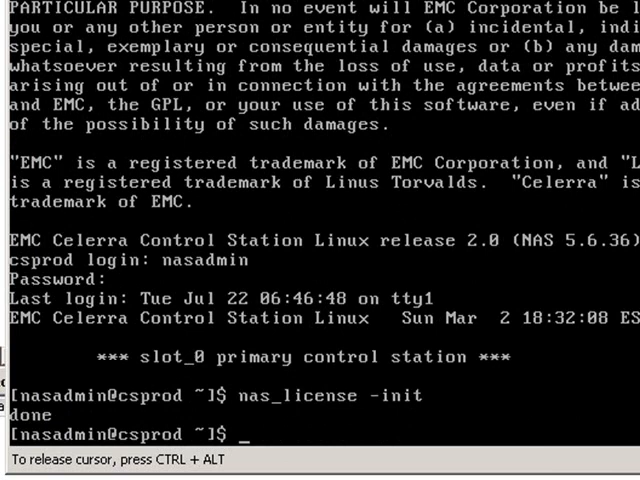 PARTICULAR PURPOSE.  In no event will EMC Corporation be l
you or any other person or entity for (a) incidental, indi
special, exemplary or consequential damages or (b) any dam
whatsoever resulting from the loss of use, data or profits
arising out of or in connection with the agreements betwee
and EMC, the GPL, or your use of this software, even if ad
of the possibility of such damages.
"EMC" is a registered trademark of EMC Corporation, and "L
is a registered trademark of Linus Torvalds.  "Celerra" is
trademark of EMC.
EMC Celerra Control Station Linux release 2.0 (NAS 5.6.36)
csprod login: nasadmin
Password:
Last login: Tue Jul 22 06:46:48 on tty1
EMC Celerra Control Station Linux   Sun Mar  2 18:32:08 ES
*** slot_0 primary control station ***
[nasadmin@csprod ~]$ nas_license -init
done
[nasadmin@csprod ~]$ _
To release cursor, press CTRL + ALT